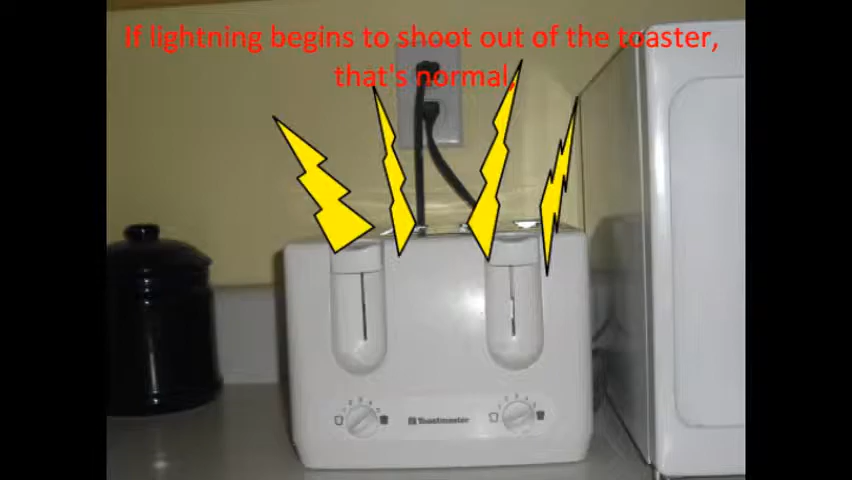 If lightning begins to shoot out of the toaster,
that's normal.
Toastmaster